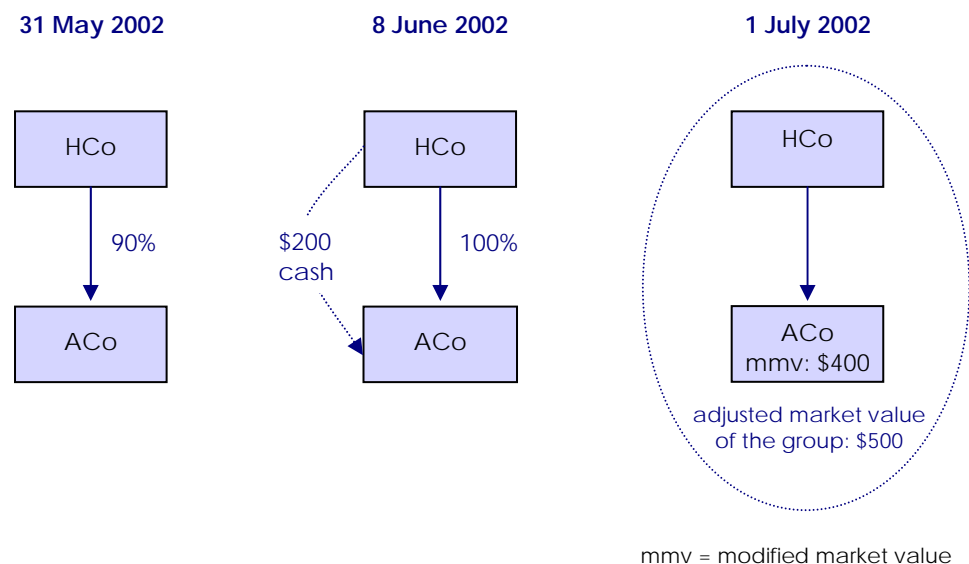 31 May 2002
8 June 2002
1 July 2002
HCo
HCo
HCo
90%
$200
cash
100%
ACo
ACo
ACo
mmv: $400
adjusted market value
of the group: $500
mmv = modified market value